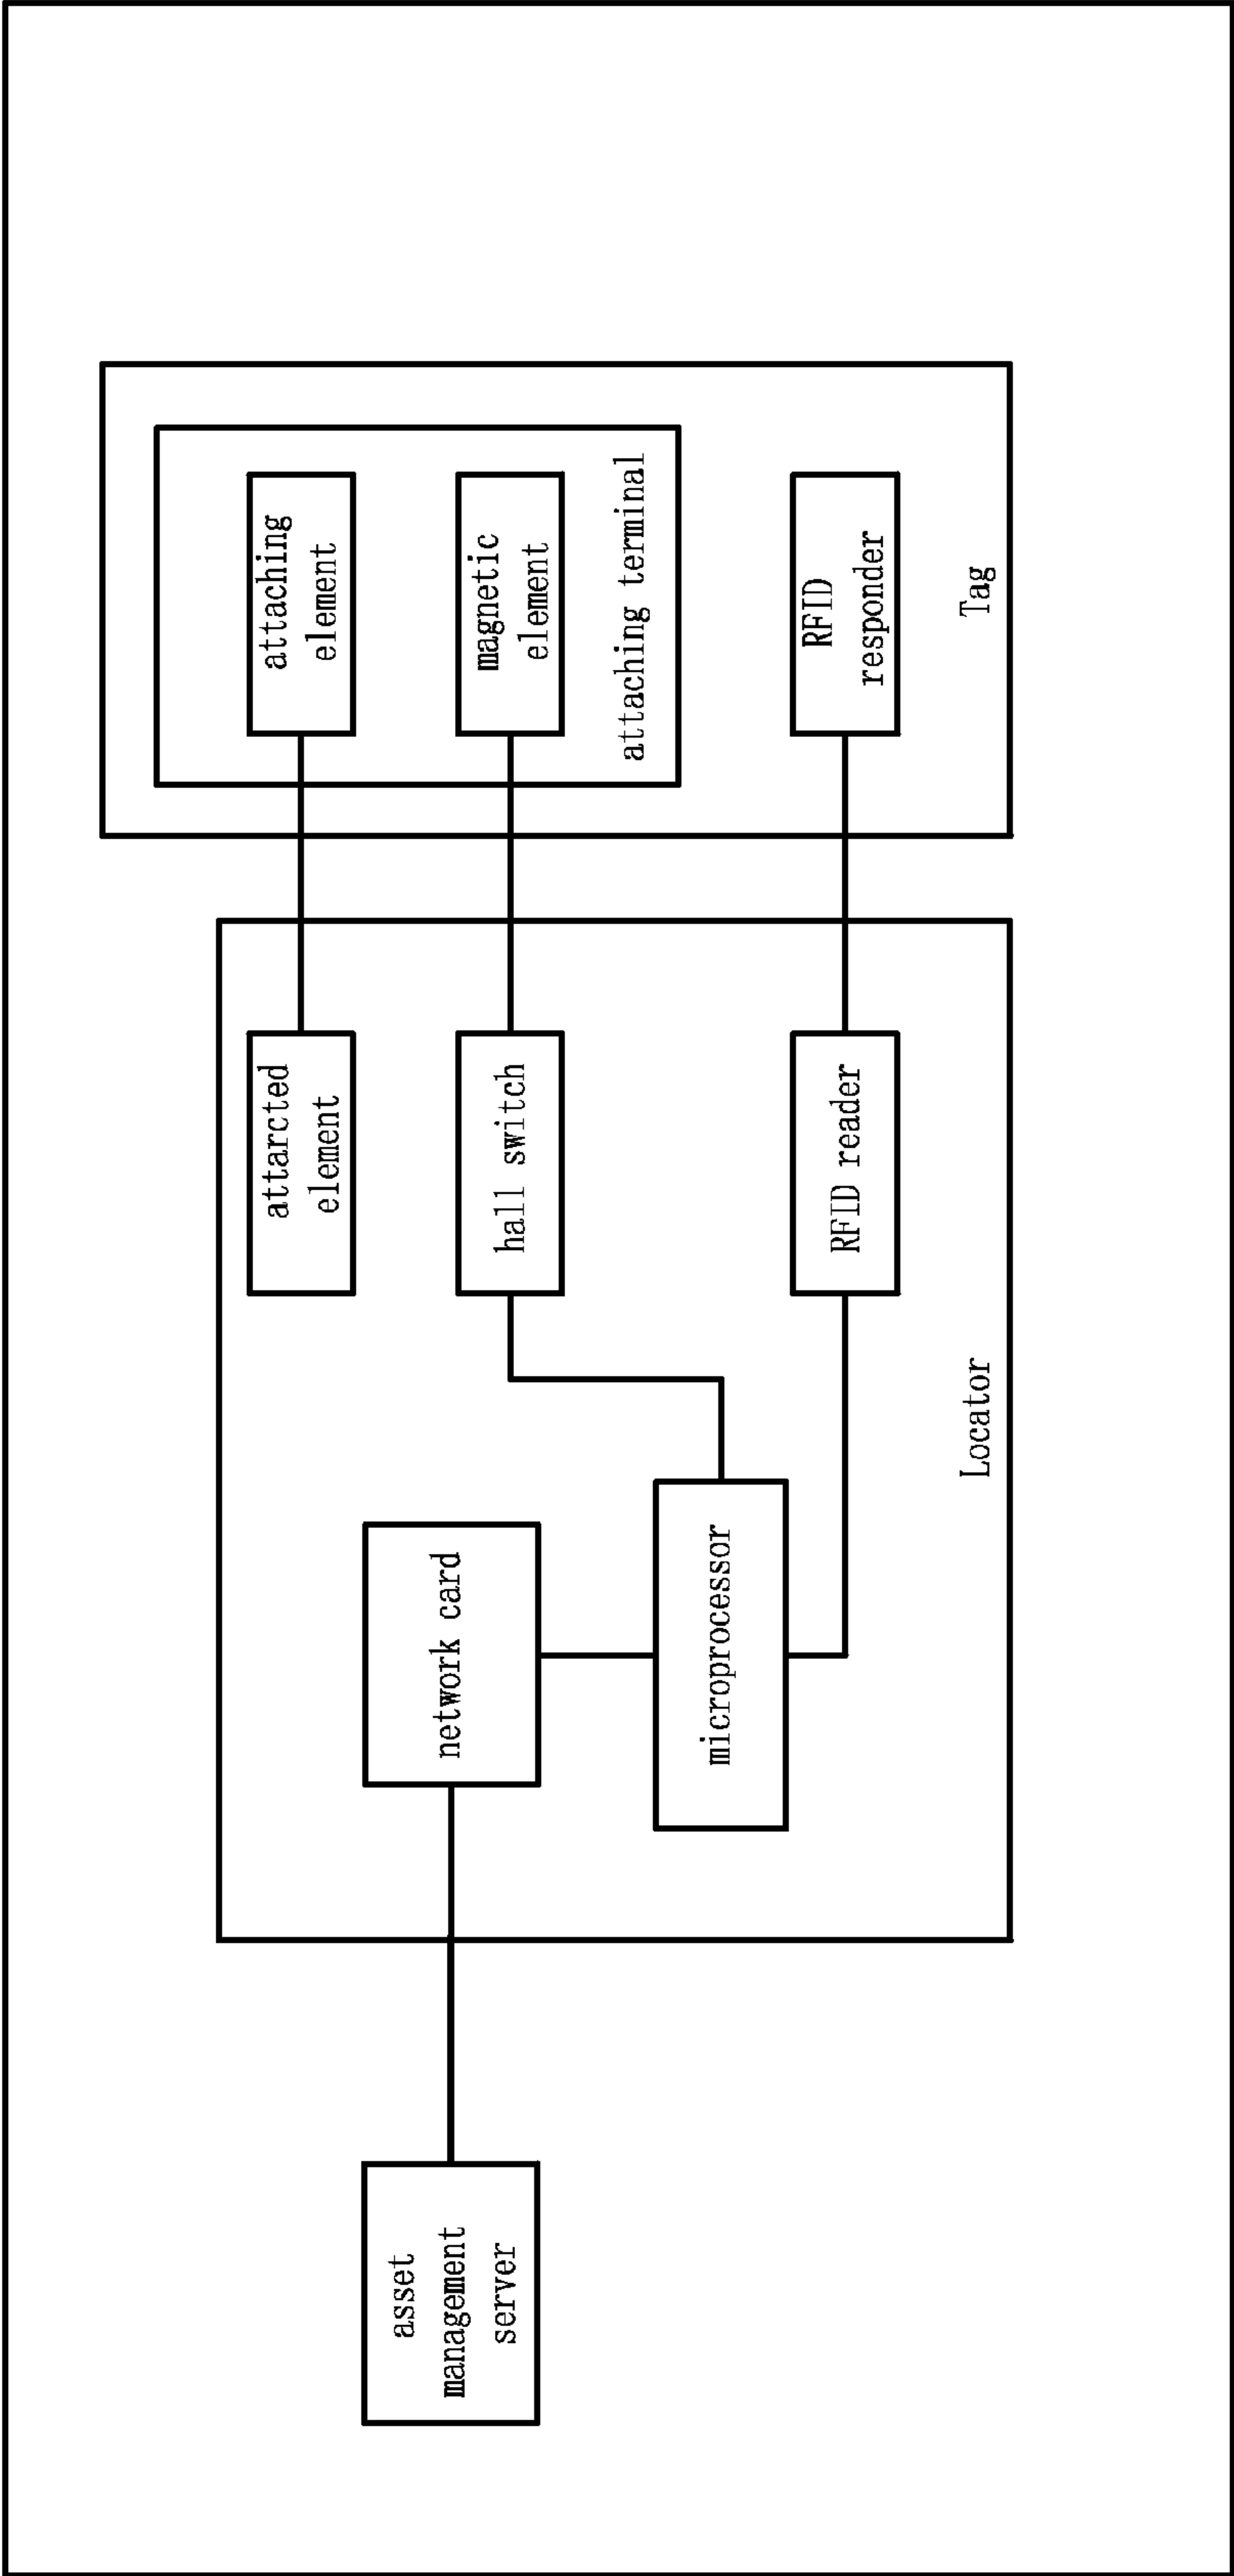 asset
management
server
network card
microprocessor
attarcted
element
hall switch
RFID reader
Locator
attaching
element
magnetic
element
attaching terminal
RFID
responder
Tag